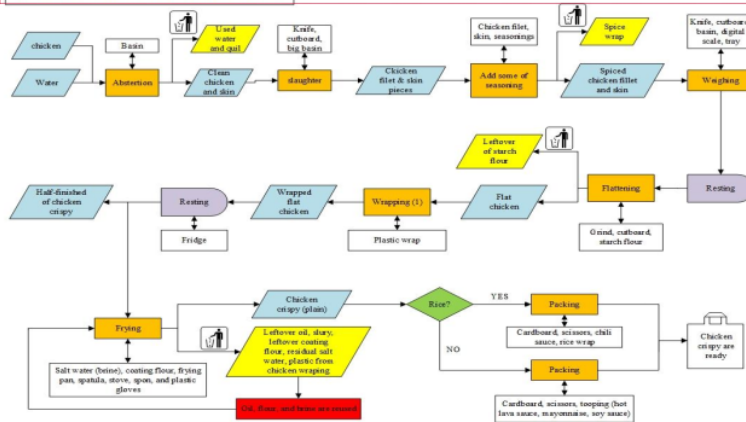 chicken
Water
Basin
Abstertion
Used
water
and quil
Clean
chicken
and skin
Knife,
cutboard,
big basin
slaughter
Chicken
filet & skin
pieces
Chicken filet,
skin, seasonings
Add some of
seasoning
Spice
wrap
Spiced
chicken fillet
and skin
Knife, cutboard,
basin, digital
scale, tray
Weighing
Half-finished
of chicken
crispy
Resting
Fridge
Wrapped
flat
chicken
Wrapping (1)
Plastic wrap
Flat
chicken
Leftover
of starch
flour
Flattening
Grind, cutboard,
starch flour
Resting
Frying
Salt water (brine), coating flour, frying
pan, spatula, stove, spon, and plastic
gloves
Chicken
crispy (plain)
Leftover oil, slury,
leftover coating
flour, residual salt
water, plastic from
chicken wraping
Oil, flour, and brine are reused
Rice?
YES
NO
Packing
Cardboard, scissors, chili
sauce, rice wrap
Packing
Cardboard, scissors, tooping (hot
lava sauce, mayonnaise, soy sauce)
Chicken
crispy are
ready